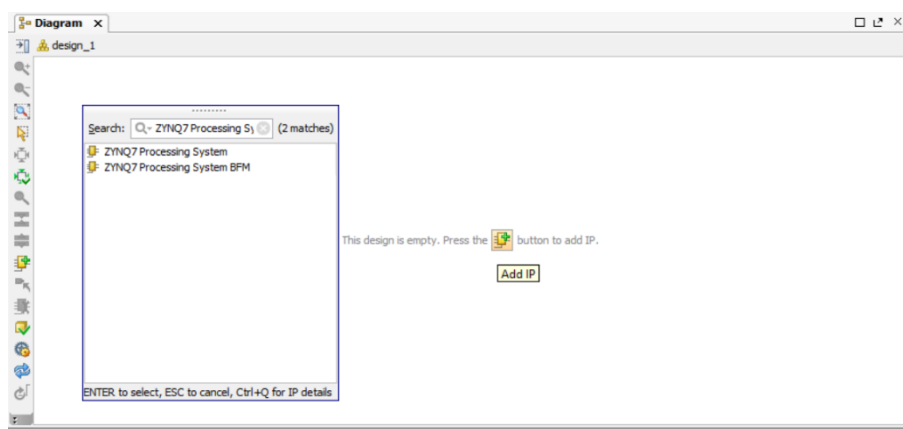 Diagram
design_1
Search: ZYNQ7 Processing Sy (2 matches)
ZYNQ7 Processing System
ZYNQ7 Processing System BFM
This design is empty. Press the button to add IP.
Add IP
ENTER to select, ESC to cancel, Ctrl+Q for IP details